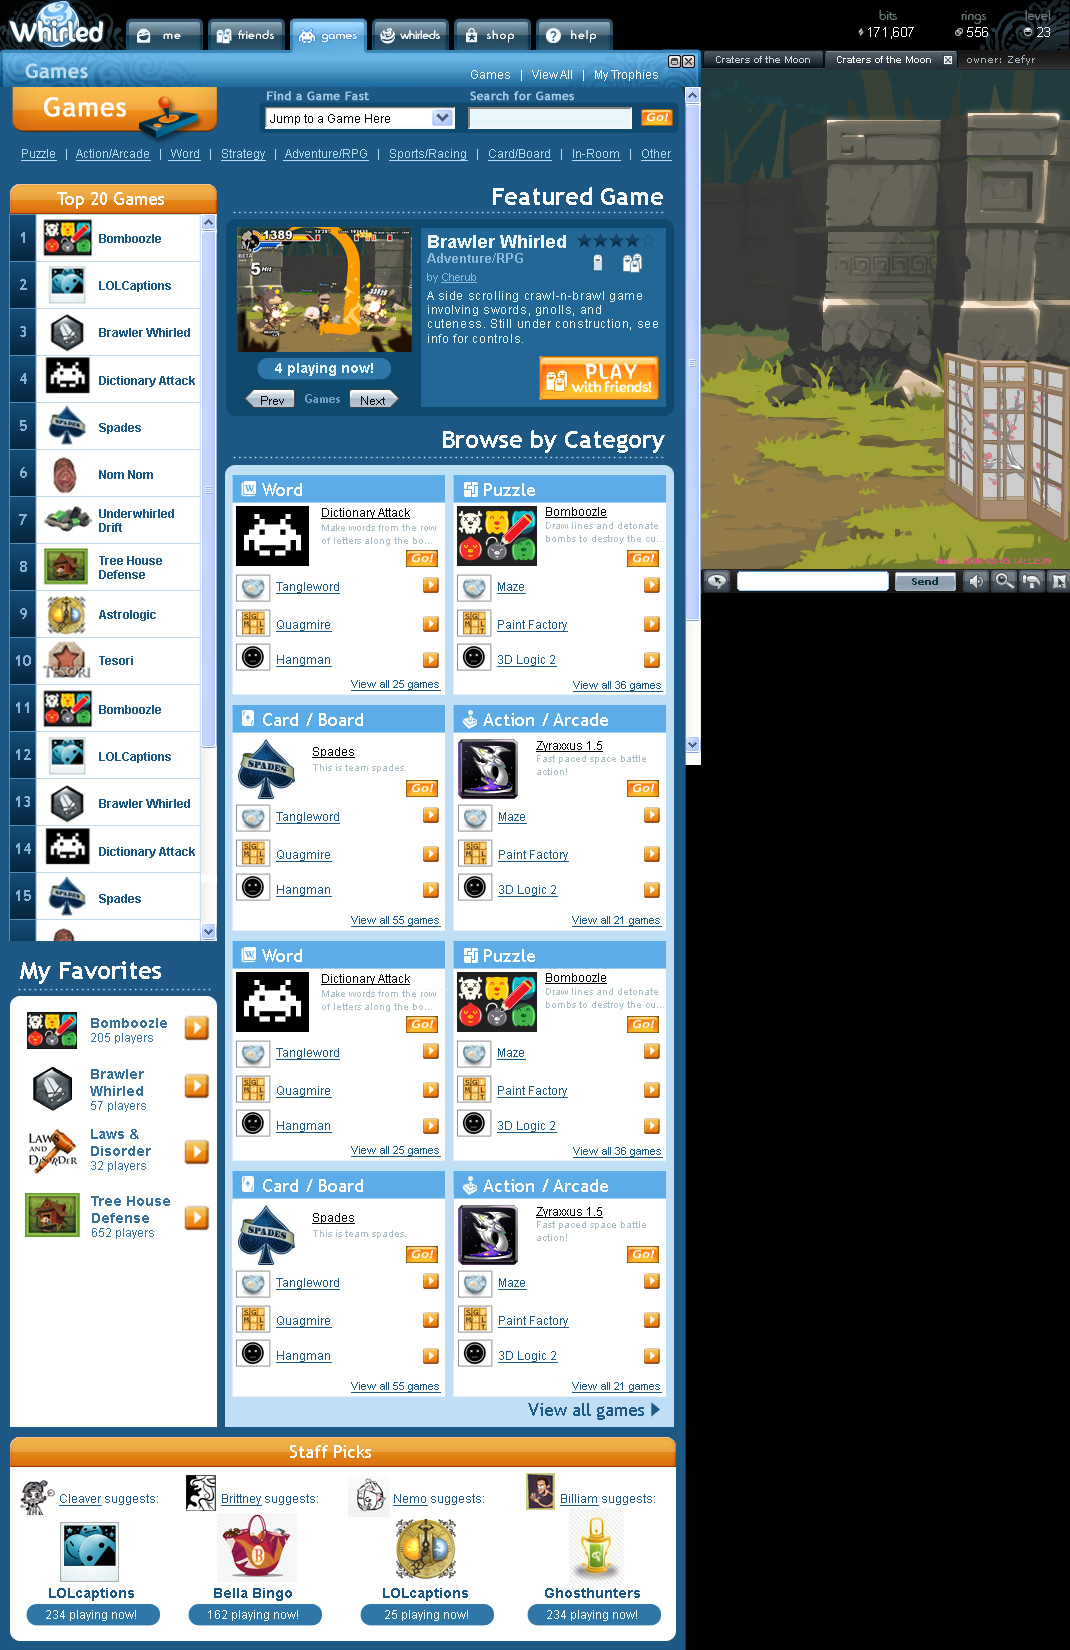 Whirled
me
friends
games
whirleds
shop
help
bits
171,607
rings
556
level
23
Games
Games | View All | My Trophies
Craters of the Moon
Craters of the Moon
owner: Zefyr
Games
Find a Game Fast
Jump to a Game Here
Search for Games
Go!
Puzzle | Action/Arcade | Word | Strategy | Adventure/RPG | Sports/Racing | Card/Board | In-Room | Other
Top 20 Games
1 Bomboozle
2 LOLCaptions
3 Brawler Whirled
4 Dictionary Attack
5 Spades
6 Nom Nom
7 Underwhirled
Drift
8 Tree House
Defense
9 Astrologic
10 Tesori
11 Bomboozle
12 LOLCaptions
13 Brawler Whirled
14 Dictionary Attack
15 Spades
Featured Game
1389
5 Hit
Brawler Whirled
Adventure/RPG
by Cherub
A side scrolling crawl-n-brawl game
involving swords, gnolls, and
cuteness. Still under construction, see
info for controls.
4 playing now!
Prev Games Next
PLAY
with friends!
Send
Browse by Category
Word
Dictionary Attack
Make words from the row
of letters along the bo...
Go!
Tangleword
Quagmire
Hangman
View all 25 games
Puzzle
Bomboozle
Draw lines and detonate
bombs to destroy the cu...
Go!
Maze
Paint Factory
3D Logic 2
View all 36 games
Card / Board
SPADES
Spades
This is team spades.
Go!
Tangleword
Quagmire
Hangman
View all 55 games
Action / Arcade
Zyraxxus 1.5
Fast paced space battle
action!
Go!
Maze
Paint Factory
3D Logic 2
View all 21 games
Word
Dictionary Attack
Make words from the row
of letters along the bo...
Go!
Tangleword
Quagmire
Hangman
View all 25 games
Puzzle
Bomboozle
Draw lines and detonate
bombs to destroy the cu...
Go!
Maze
Paint Factory
3D Logic 2
View all 36 games
Card / Board
SPADES
Spades
This is team spades.
Go!
Tangleword
Quagmire
Hangman
View all 55 games
Action / Arcade
Zyraxxus 1.5
Fast paced space battle
action!
Go!
Maze
Paint Factory
3D Logic 2
View all 21 games
View all games
My Favorites
Bomboozle
205 players
Brawler
Whirled
57 players
LAWS
AND
DISORDER
Laws &
Disorder
32 players
Tree House
Defense
652 players
Staff Picks
Cleaver suggests:
LOLcaptions
234 playing now!
Brittney suggests:
Bella Bingo
162 playing now!
Nemo suggests:
LOLcaptions
25 playing now!
Billiam suggests:
Ghosthunters
234 playing now!